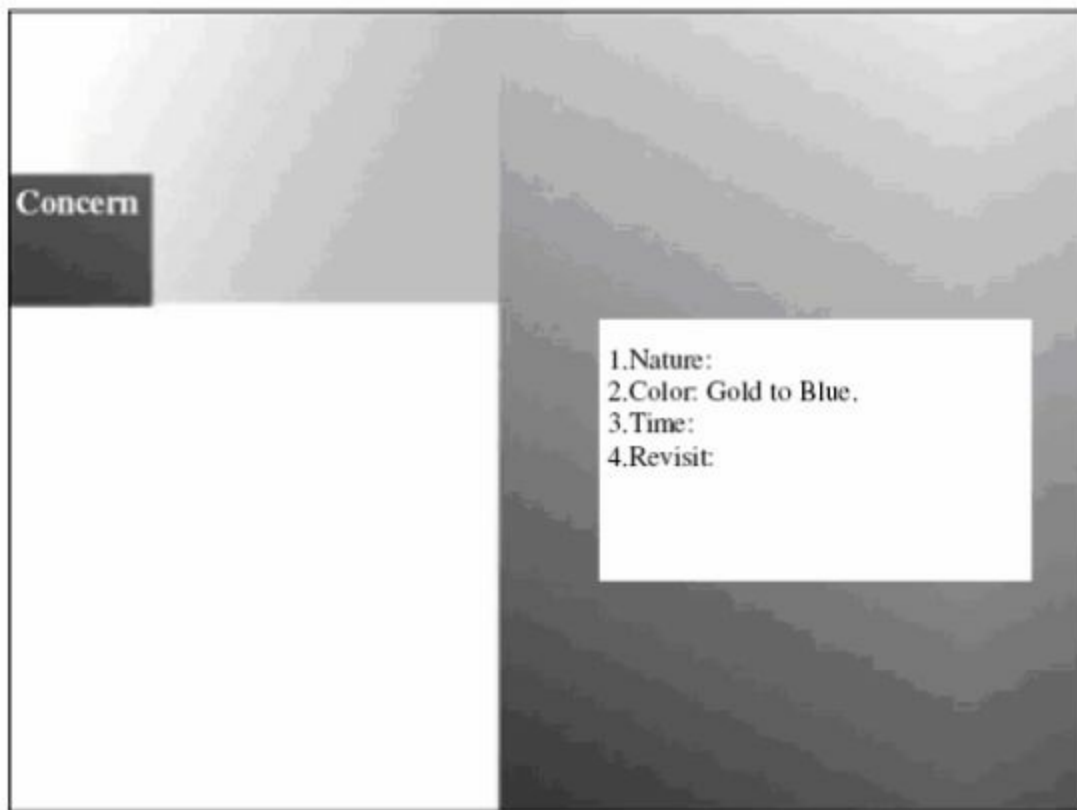 Concern
1.Nature:
2.Color: Gold to Blue.
3.Time:
4.Revisit: